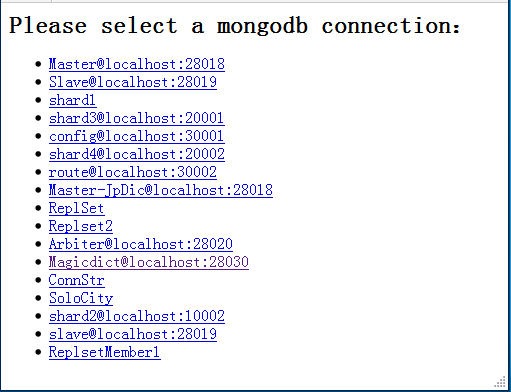 Please select a mongodb connection:
Master@localhost:28018
Slave@localhost:28019
shard1
shard3@localhost:20001
config@localhost:30001
shard4@localhost:20002
route@localhost:30002
Master-JpDic@localhost:28018
ReplSet
Replset2
Arbiter@localhost:28020
Magicdict@localhost:28030
ConnStr
SoloCity
shard2@localhost:10002
slave@localhost:28019
ReplsetMember1